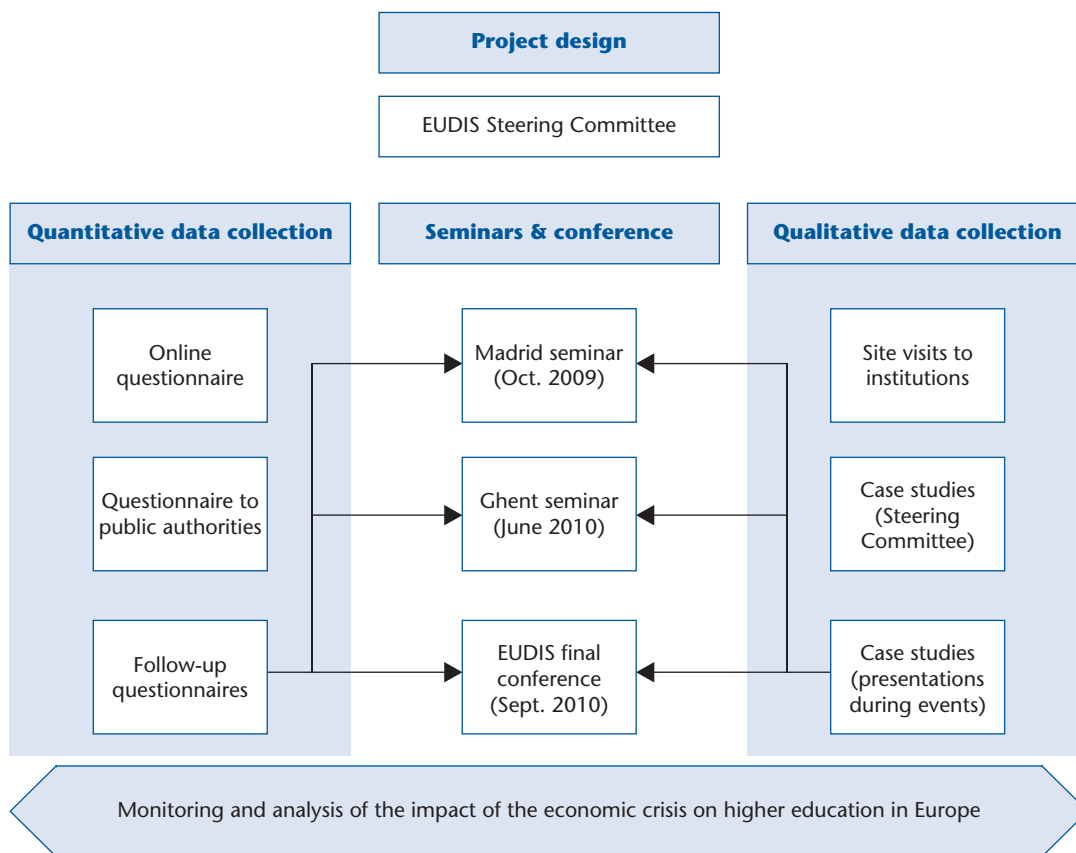 Project design
EUDIS Steering Committee
Quantitative data collection
Seminars & conference
Qualitative data collection
Online
questionnaire
Madrid seminar
(Oct. 2009)
Site visits to
institutions
Questionnaire to
public authorities
Ghent seminar
(June 2010)
Case studies
(Steering
Committee)
Follow-up
questionnaires
EUDIS final
conference
(Sept. 2010)
Case studies
(presentations
during events)
Monitoring and analysis of the impact of the economic crisis on higher education in Europe